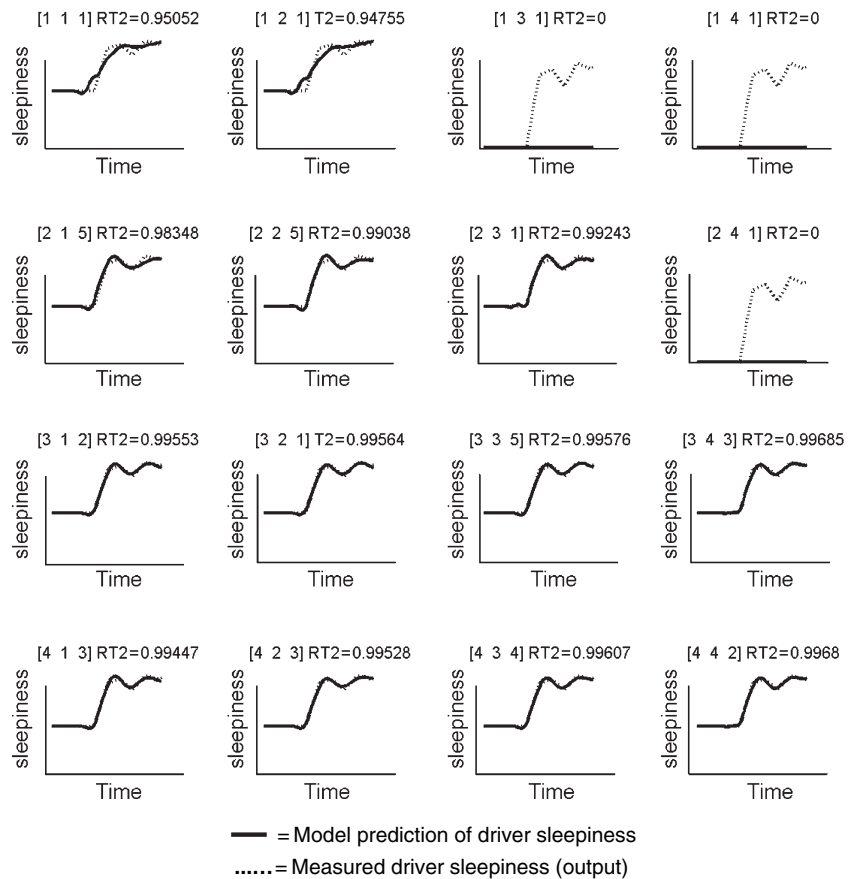 [1 1 1] RT2=0.95052
[1 2 1] T2=0.94755
[1 3 1] RT2=0
[1 4 1] RT2=0
sleepiness
sleepiness
sleepiness
sleepiness
Time
Time
Time
Time
[2 1 5] RT2=0.98348
[2 2 5] RT2=0.99038
[2 3 1] RT2=0.99243
[2 4 1] RT2=0
sleepiness
sleepiness
sleepiness
sleepiness
Time
Time
Time
Time
[3 1 2] RT2=0.99553
[3 2 1] T2=0.99564
[3 3 5] RT2=0.99576
[3 4 3] RT2=0.99685
sleepiness
sleepiness
sleepiness
sleepiness
Time
Time
Time
Time
[4 1 3] RT2=0.99447
[4 2 3] RT2=0.99528
[4 3 4] RT2=0.99607
[4 4 2] RT2=0.9968
sleepiness
sleepiness
sleepiness
sleepiness
Time
Time
Time
Time
= Model prediction of driver sleepiness
......= Measured driver sleepiness (output)